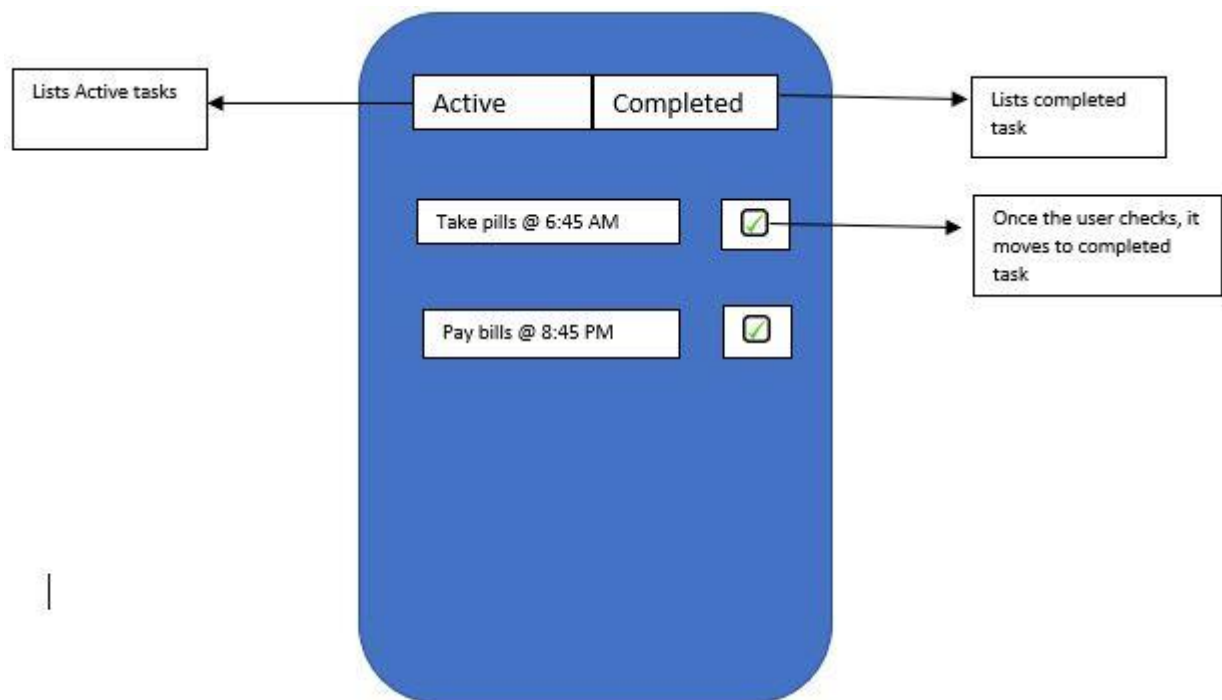 Lists Active tasks
Active
Completed
Lists completed
task
Take pills @ 6:45 AM
Once the user checks, it
moves to completed
task
Pay bills @ 8:45 PM